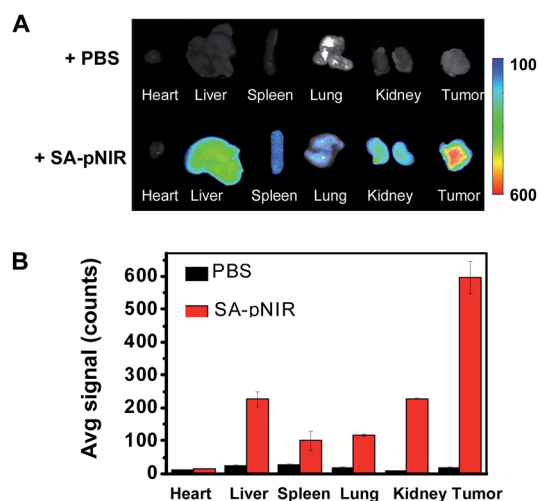 A
+ PBS
Heart Liver Spleen Lung Kidney Tumor
100
+ SA-pNIR
Heart Liver Spleen Lung Kidney Tumor
600
B
Avg signal (counts)
600
500
400
300
200
100
0
PBS
SA-pNIR
Heart Liver Spleen Lung Kidney Tumor